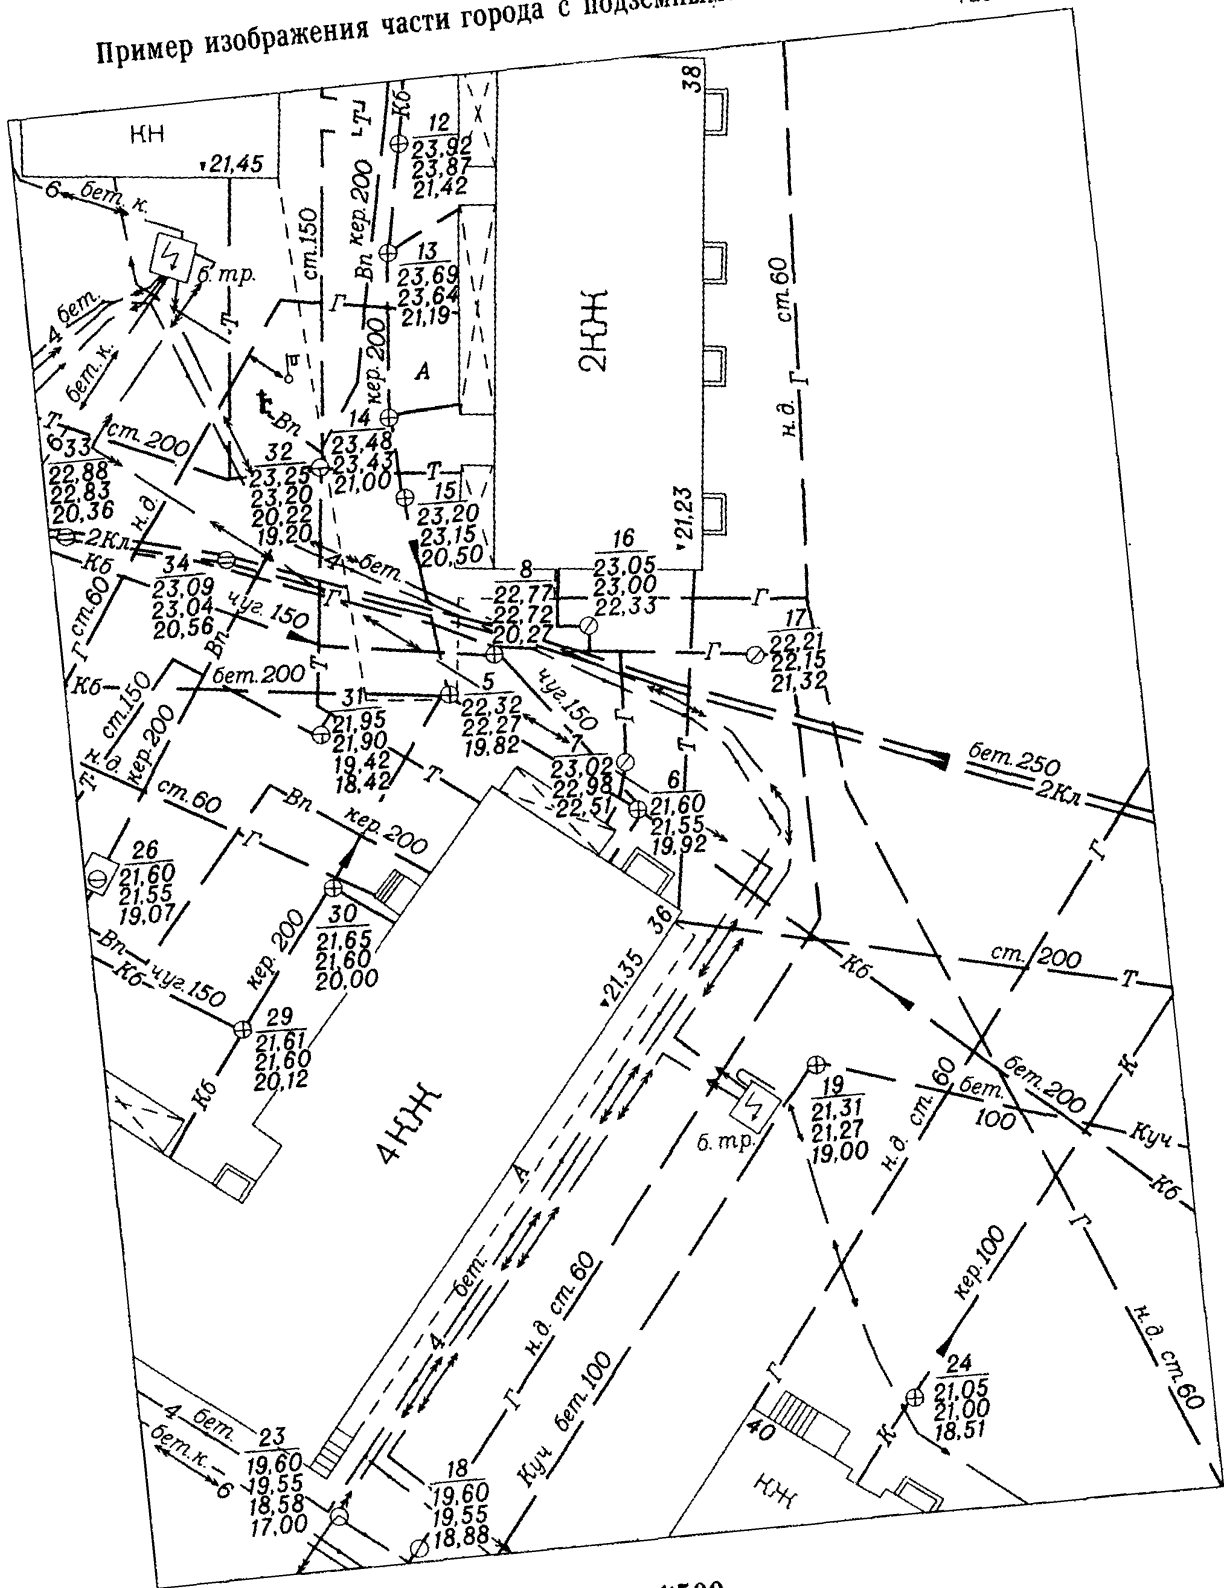 Пример изображения части города с
КН
21,45
Кб
Т
12
23,92
23,87
21,42
38
6 бет. к.
б. тр.
ст.150
Вп кер.200
13
23,69
23,64
21,19
Г
Т
4 бет.
бет. к.
2КЖ
н.д. Г ст.60
кер.200
А
Вп
14
23,48
23,43
21,00
Т
Т
6
ст.200
33
22,88
22,83
20,36
32
23,25
23,20
20,22
19,20
15
23,20
23,15
20,50
21,23
н.д.
2Кл
Кб
34
23,09
23,04
20,56
чуг.150
4 бет.
Г
8
22,77
22,72
20,27
16
23,05
23,00
22,33
Г
17
22,21
22,15
21,32
Г
Г ст.60
Вп
Кб
бет.200
Т
31
21,95
21,90
19,42
18,42
5
22,32
22,27
19,82
чуг.150
Г
Т
ст.150
кер.200
н.д.
Т
ст.60
Г
Т
7
23,02
22,98
22,51
6
21,60
21,55
19,92
бет.250
2Кл
Вп
кер.200
Г
26
21,60
21,55
19,07
30
21,65
21,60
20,00
кер.200
36
21,35
Вп
Кб
чуг.150
Кб
ст.200
Т
29
21,61
21,60
20,12
Кб
4КЖ
А
б. тр.
19
21,31
21,27
19,00
н.д. ст.60
бет.
100
бет.200
К
Куч
Кб
Г
кер.100
бет.
4
н.д. ст.60
Г
Куч бет.100
Г
н.д. ст.60
24
21,05
21,00
18,51
К
40
КЖ
4 бет.
бет.к. 6
23
19,60
19,55
18,58
17,00
18
19,60
19,55
18,88